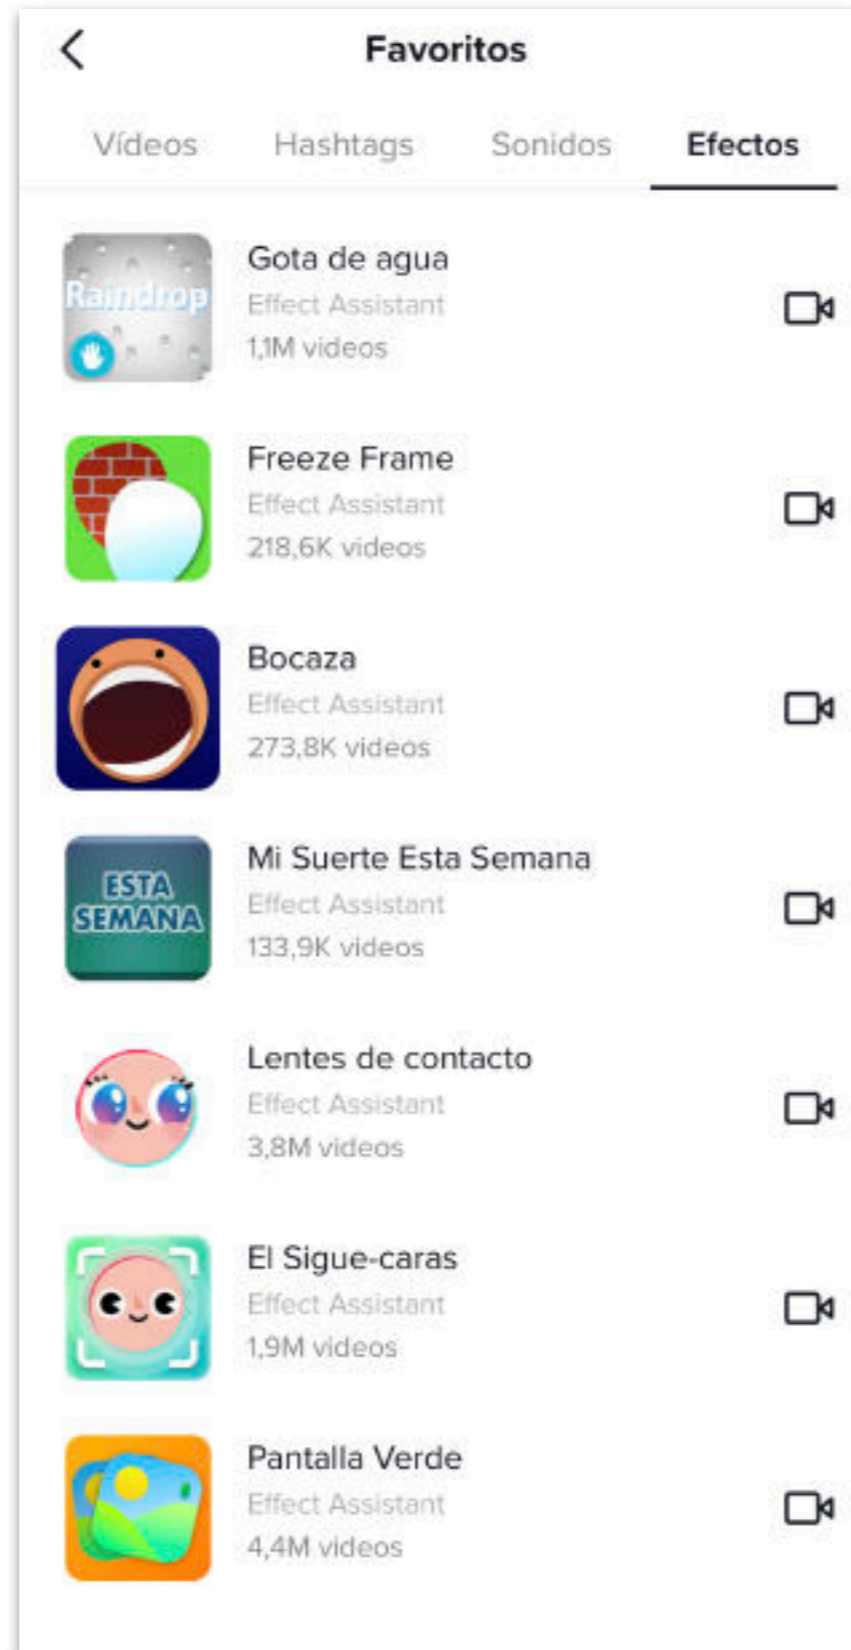 Favoritos
Vídeos Hashtags Sonidos Efectos
Raindrop
Gota de agua
Effect Assistant
1,1M videos
Freeze Frame
Effect Assistant
218,6K videos
Bocaza
Effect Assistant
273,8K videos
ESTA
SEMANA
Mi Suerte Esta Semana
Effect Assistant
133,9K videos
Lentes de contacto
Effect Assistant
3,8M videos
El Sigue-caras
Effect Assistant
1,9M videos
Pantalla Verde
Effect Assistant
4,4M videos